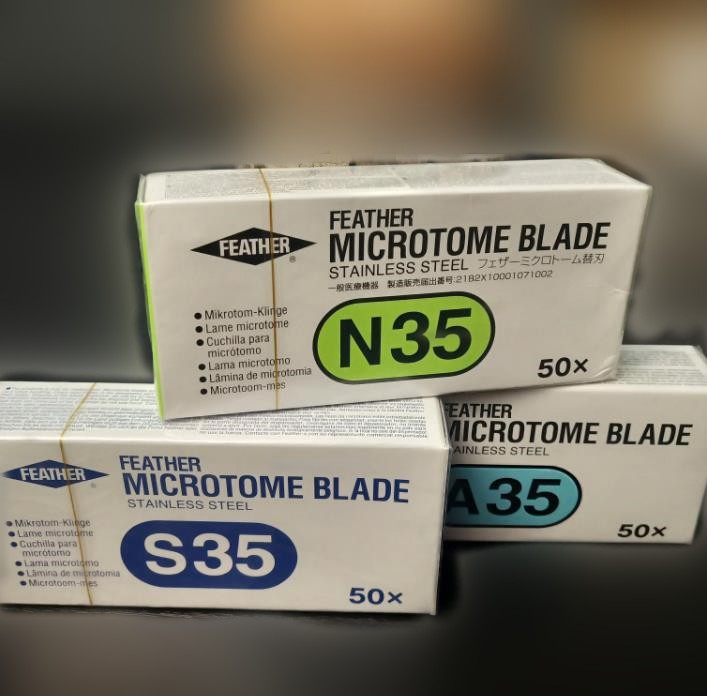 FEATHER
FEATHER
MICROTOME BLADE
STAINLESS STEEL フェザーミクロトーム替刃
一般医療機器 製造販売届出番号:21B2X10001071002
● Mikrotom-Klinge
● Lame microtome
● Cuchilla para
micrótomo
● Lama microtomo
● Lâmina de microtomia
● Microtoom-mes
N35
50×
FEATHER
FEATHER
MICROTOME BLADE
STAINLESS STEEL
● Mikrotom-Klinge
● Lame microtome
● Cuchilla para
micrótomo
● Lama microtomo
● Lâmina de microtomia
● Microtoom-mes
S35
50×
FEATHER
MICROTOME BLADE
STAINLESS STEEL
A35
50×